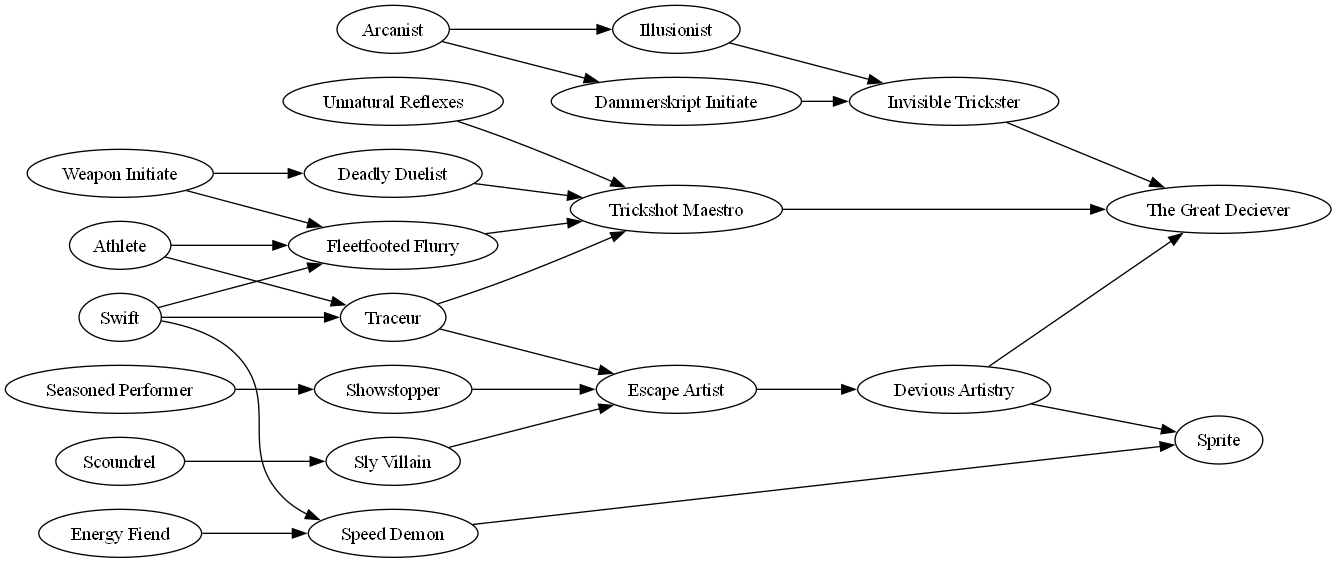 Arcanist
Illusionist
Unnatural Reflexes
Dammerskript Initiate
Invisible Trickster
Weapon Initiate
Deadly Duelist
Trickshot Maestro
The Great Deciever
Athlete
Fleetfooted Flurry
Swift
Traceur
Seasoned Performer
Showstopper
Escape Artist
Devious Artistry
Sprite
Scoundrel
Sly Villain
Energy Fiend
Speed Demon